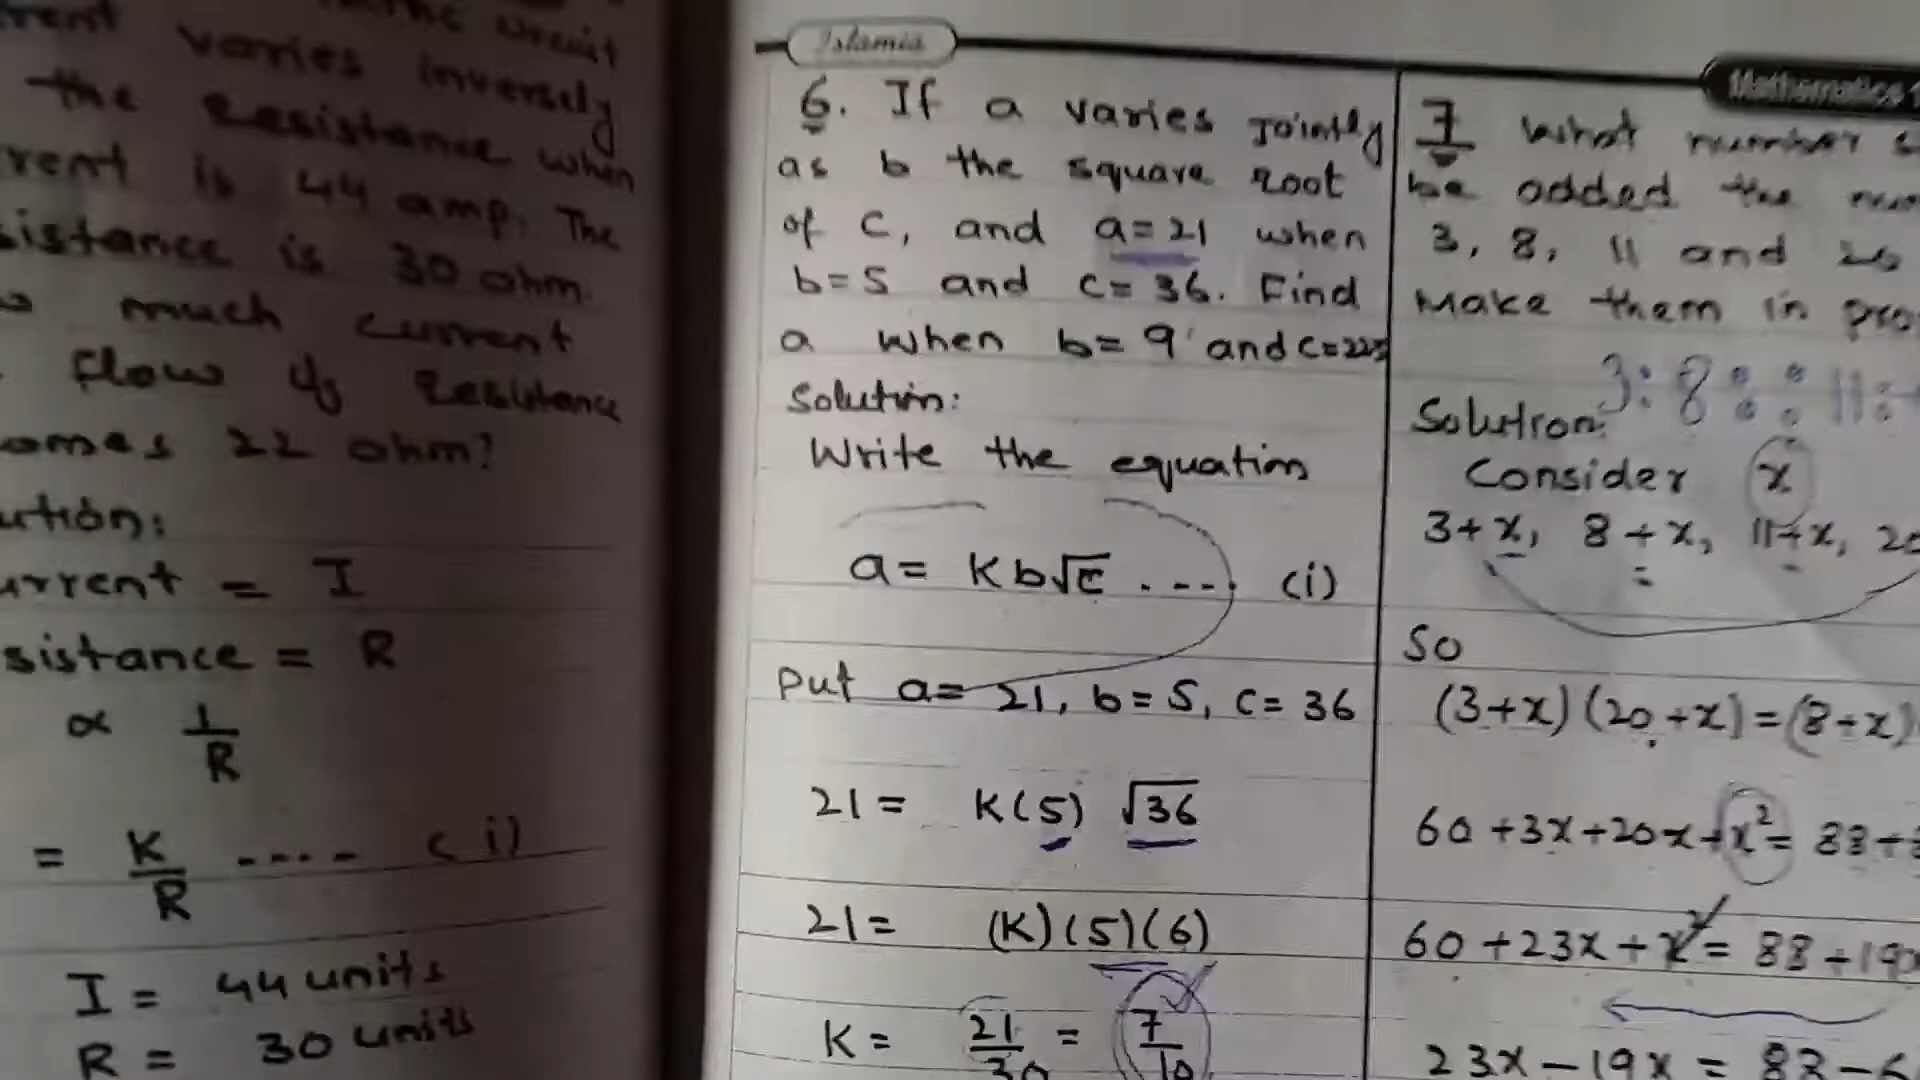 varies inversely
the Resistance when
rent is 44 amp. The
sistance is 30 ohm.
much current
flow if Resistance
omes 22 ohm?
ution:
urrent = I
sistance = R
∝ 1/R
= K/R ---- (i)
I = 44 units
R = 30 units
Islamia
6. If a varies Jointly
as b the square root
of C, and a=21 when
b=5 and c=36. Find
a when b=9 and c=225
Solution:
Write the equation
a= Kb√c .--- (i)
Put a= 21, b=5, c=36
21= K(5) √36
21= (K)(5)(6)
K= 21/30 = 7/10
Mathematics
7 What number
be added the
3, 8, 11 and 20
Make them in
3:8::11:
Solution:
Consider x
3+x, 8+x, 11+x, 20
So
(3+x)(20+x)=(8+x)
60+3x+20x+x²= 88+
60+23x+x²= 88+19
23x-19x = 88-6